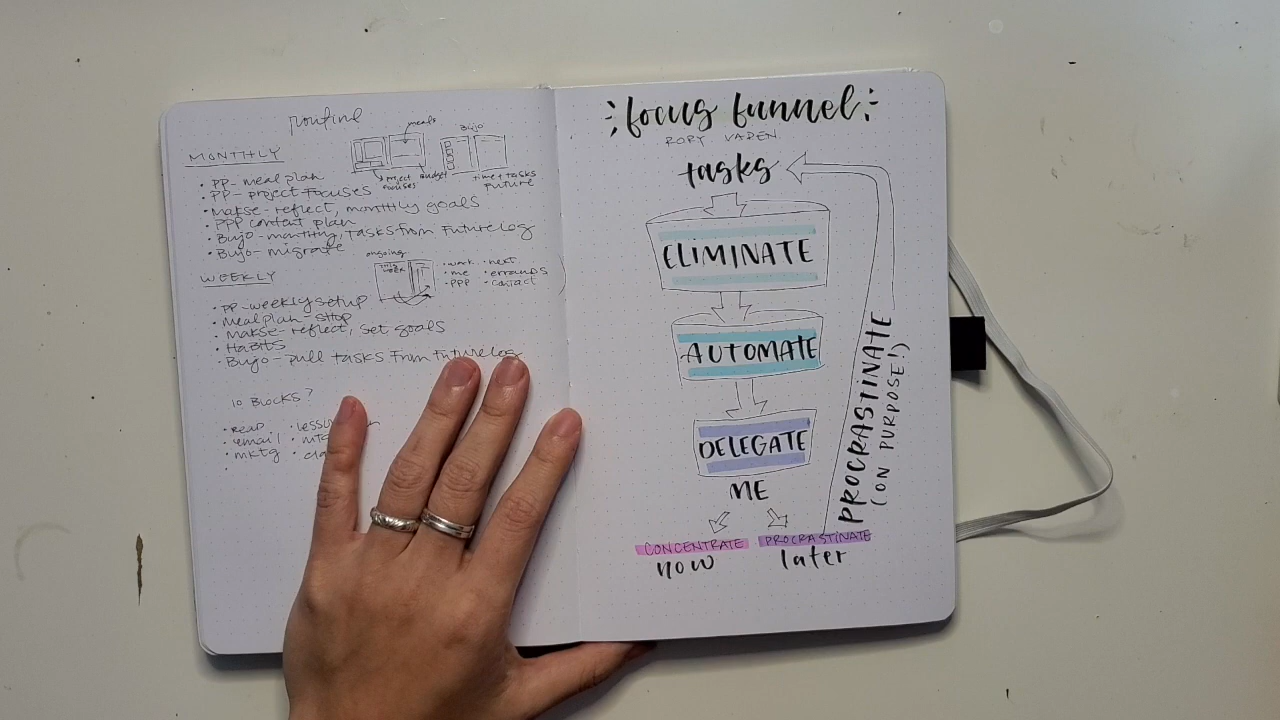 routine
MONTHLY
meals
Bujo
project focuses
Budget
time + tasks
future
• PP - meal plan
• PP - project focuses
• Makse - reflect, monthly goals
• PPP content plan
• Bujo - monthly, tasks from future log
• Bujo - migrate
WEEKLY
ongoing
this week
• work • next
• me • errands
• PPP • contact
• PP - weekly setup
• Meal plan - shop
• Makse - reflect, set goals
• Habits
• Bujo - pull tasks from future log
10 BLOCKS?
• read
• email
• mktg
focus funnel
RORY VADEN
tasks
ELIMINATE
AUTOMATE
DELEGATE
ME
CONCENTRATE
now
PROCRASTINATE
later
PROCRASTINATE
(ON PURPOSE!)